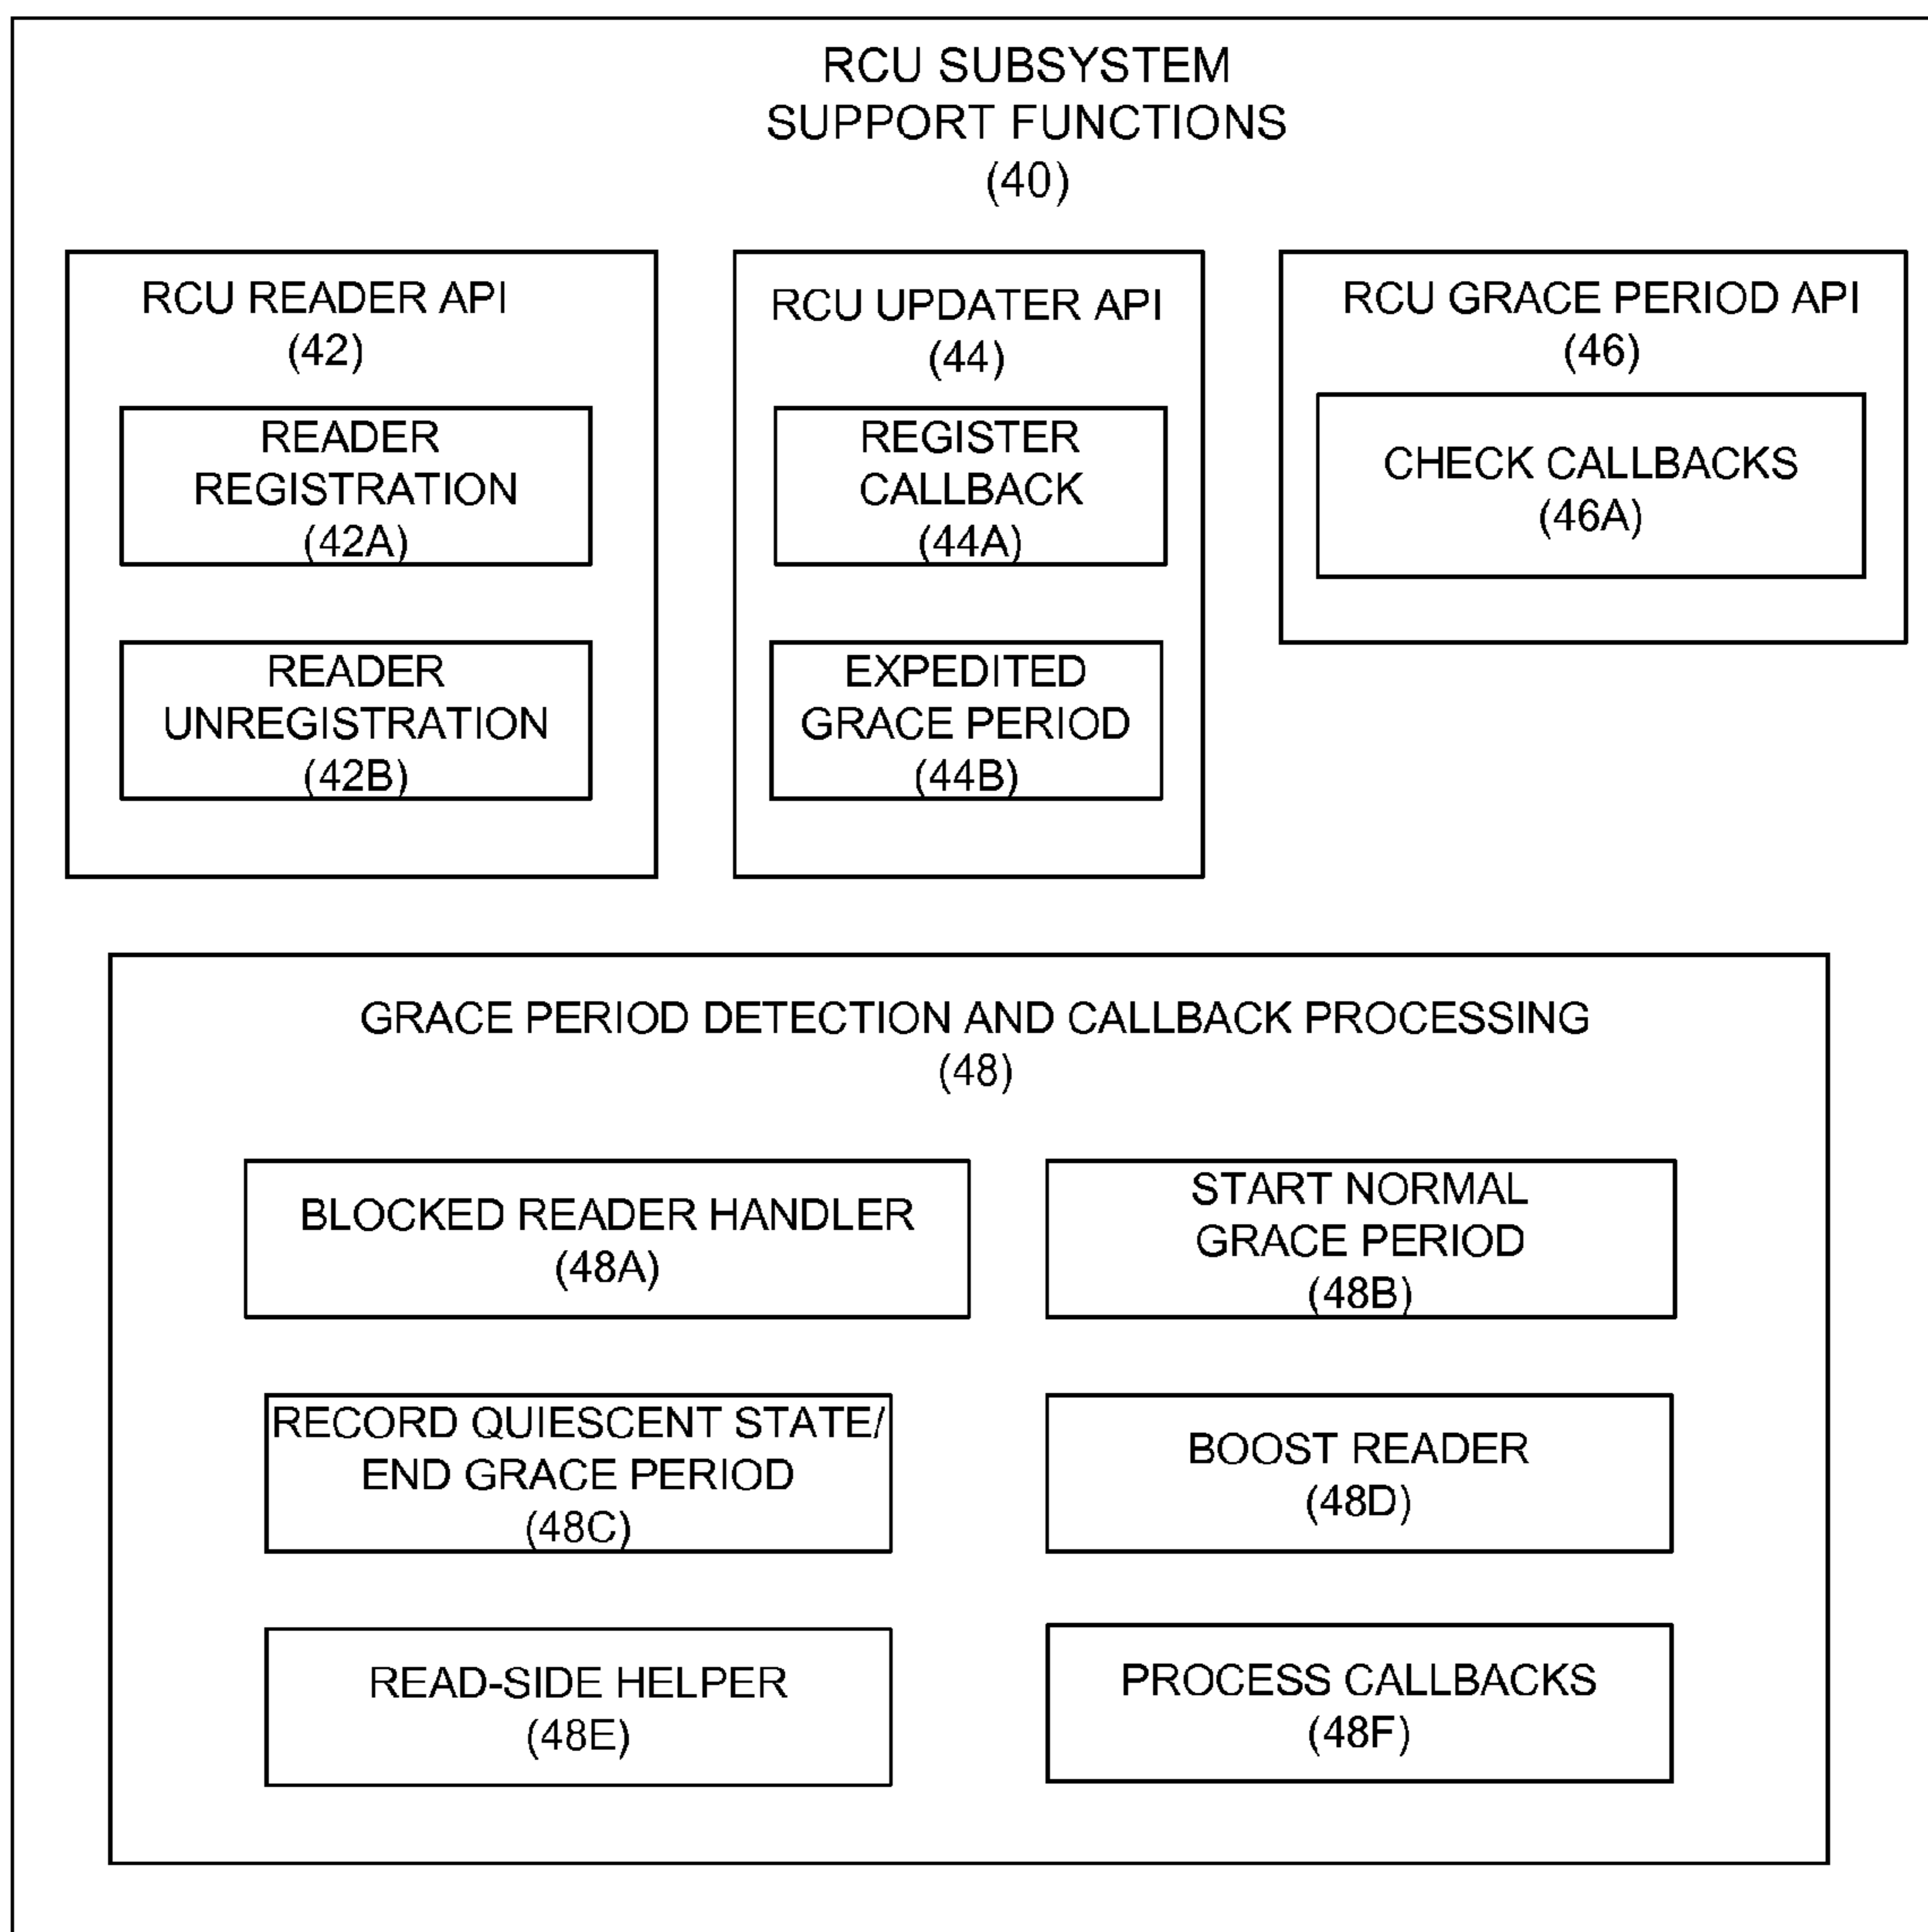 RCU SUBSYSTEM
SUPPORT FUNCTIONS
(40)
RCU READER API
(42)
READER
REGISTRATION
(42A)
READER
UNREGISTRATION
(42B)
RCU UPDATER API
(44)
REGISTER
CALLBACK
(44A)
EXPEDITED
GRACE PERIOD
(44B)
RCU GRACE PERIOD API
(46)
CHECK CALLBACKS
(46A)
GRACE PERIOD DETECTION AND CALLBACK PROCESSING
(48)
BLOCKED READER HANDLER
(48A)
START NORMAL
GRACE PERIOD
(48B)
RECORD QUIESCENT STATE/
END GRACE PERIOD
(48C)
BOOST READER
(48D)
READ-SIDE HELPER
(48E)
PROCESS CALLBACKS
(48F)